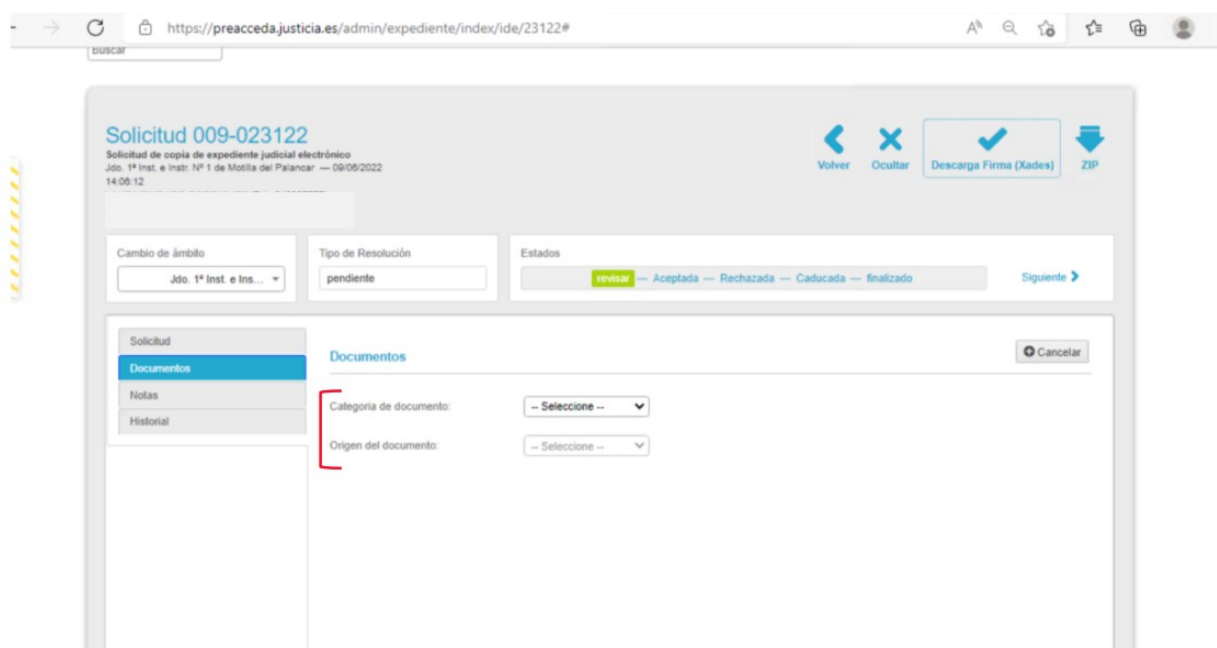 https://preacceda.justicia.es/admin/expediente/index/ide/23122#
Buscar
Solicitud 009-023122
Solicitud de copia de expediente judicial electrónico
Jdo. 1ª Inst. e Instr. Nº 1 de Motilla del Palancar — 09/06/2022
14:06:12
Volver
Ocultar
Descarga Firma (Xades)
ZIP
Cambio de ámbito
Jdo. 1ª Inst. e Ins...
Tipo de Resolución
pendiente
Estados
revisar — Aceptada — Rechazada — Caducada — finalizado
Siguiente
Solicitud
Documentos
Notas
Historial
Documentos
Cancelar
Categoria de documento:
-- Seleccione --
Origen del documento:
-- Seleccione --